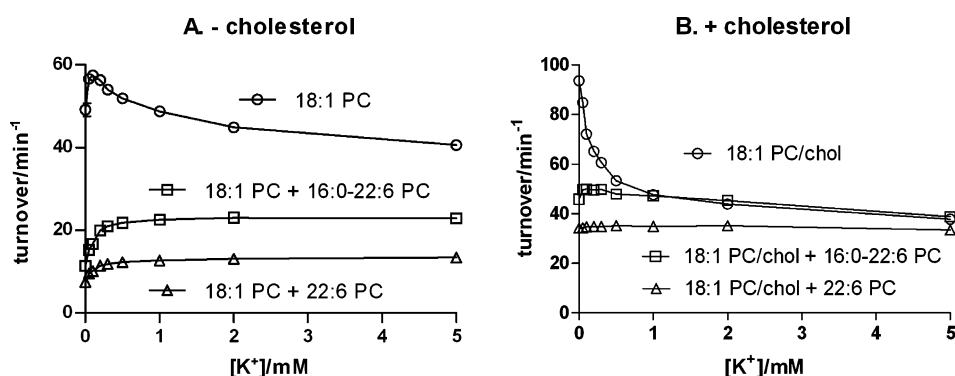 A. - cholesterol
60
40
20
0
turnover/min⁻¹
18:1 PC
18:1 PC + 16:0-22:6 PC
18:1 PC + 22:6 PC
0 1 2 3 4 5
[K⁺]/mM
B. + cholesterol
100
80
60
40
20
0
turnover/min⁻¹
18:1 PC/chol
18:1 PC/chol + 16:0-22:6 PC
18:1 PC/chol + 22:6 PC
0 1 2 3 4 5
[K⁺]/mM